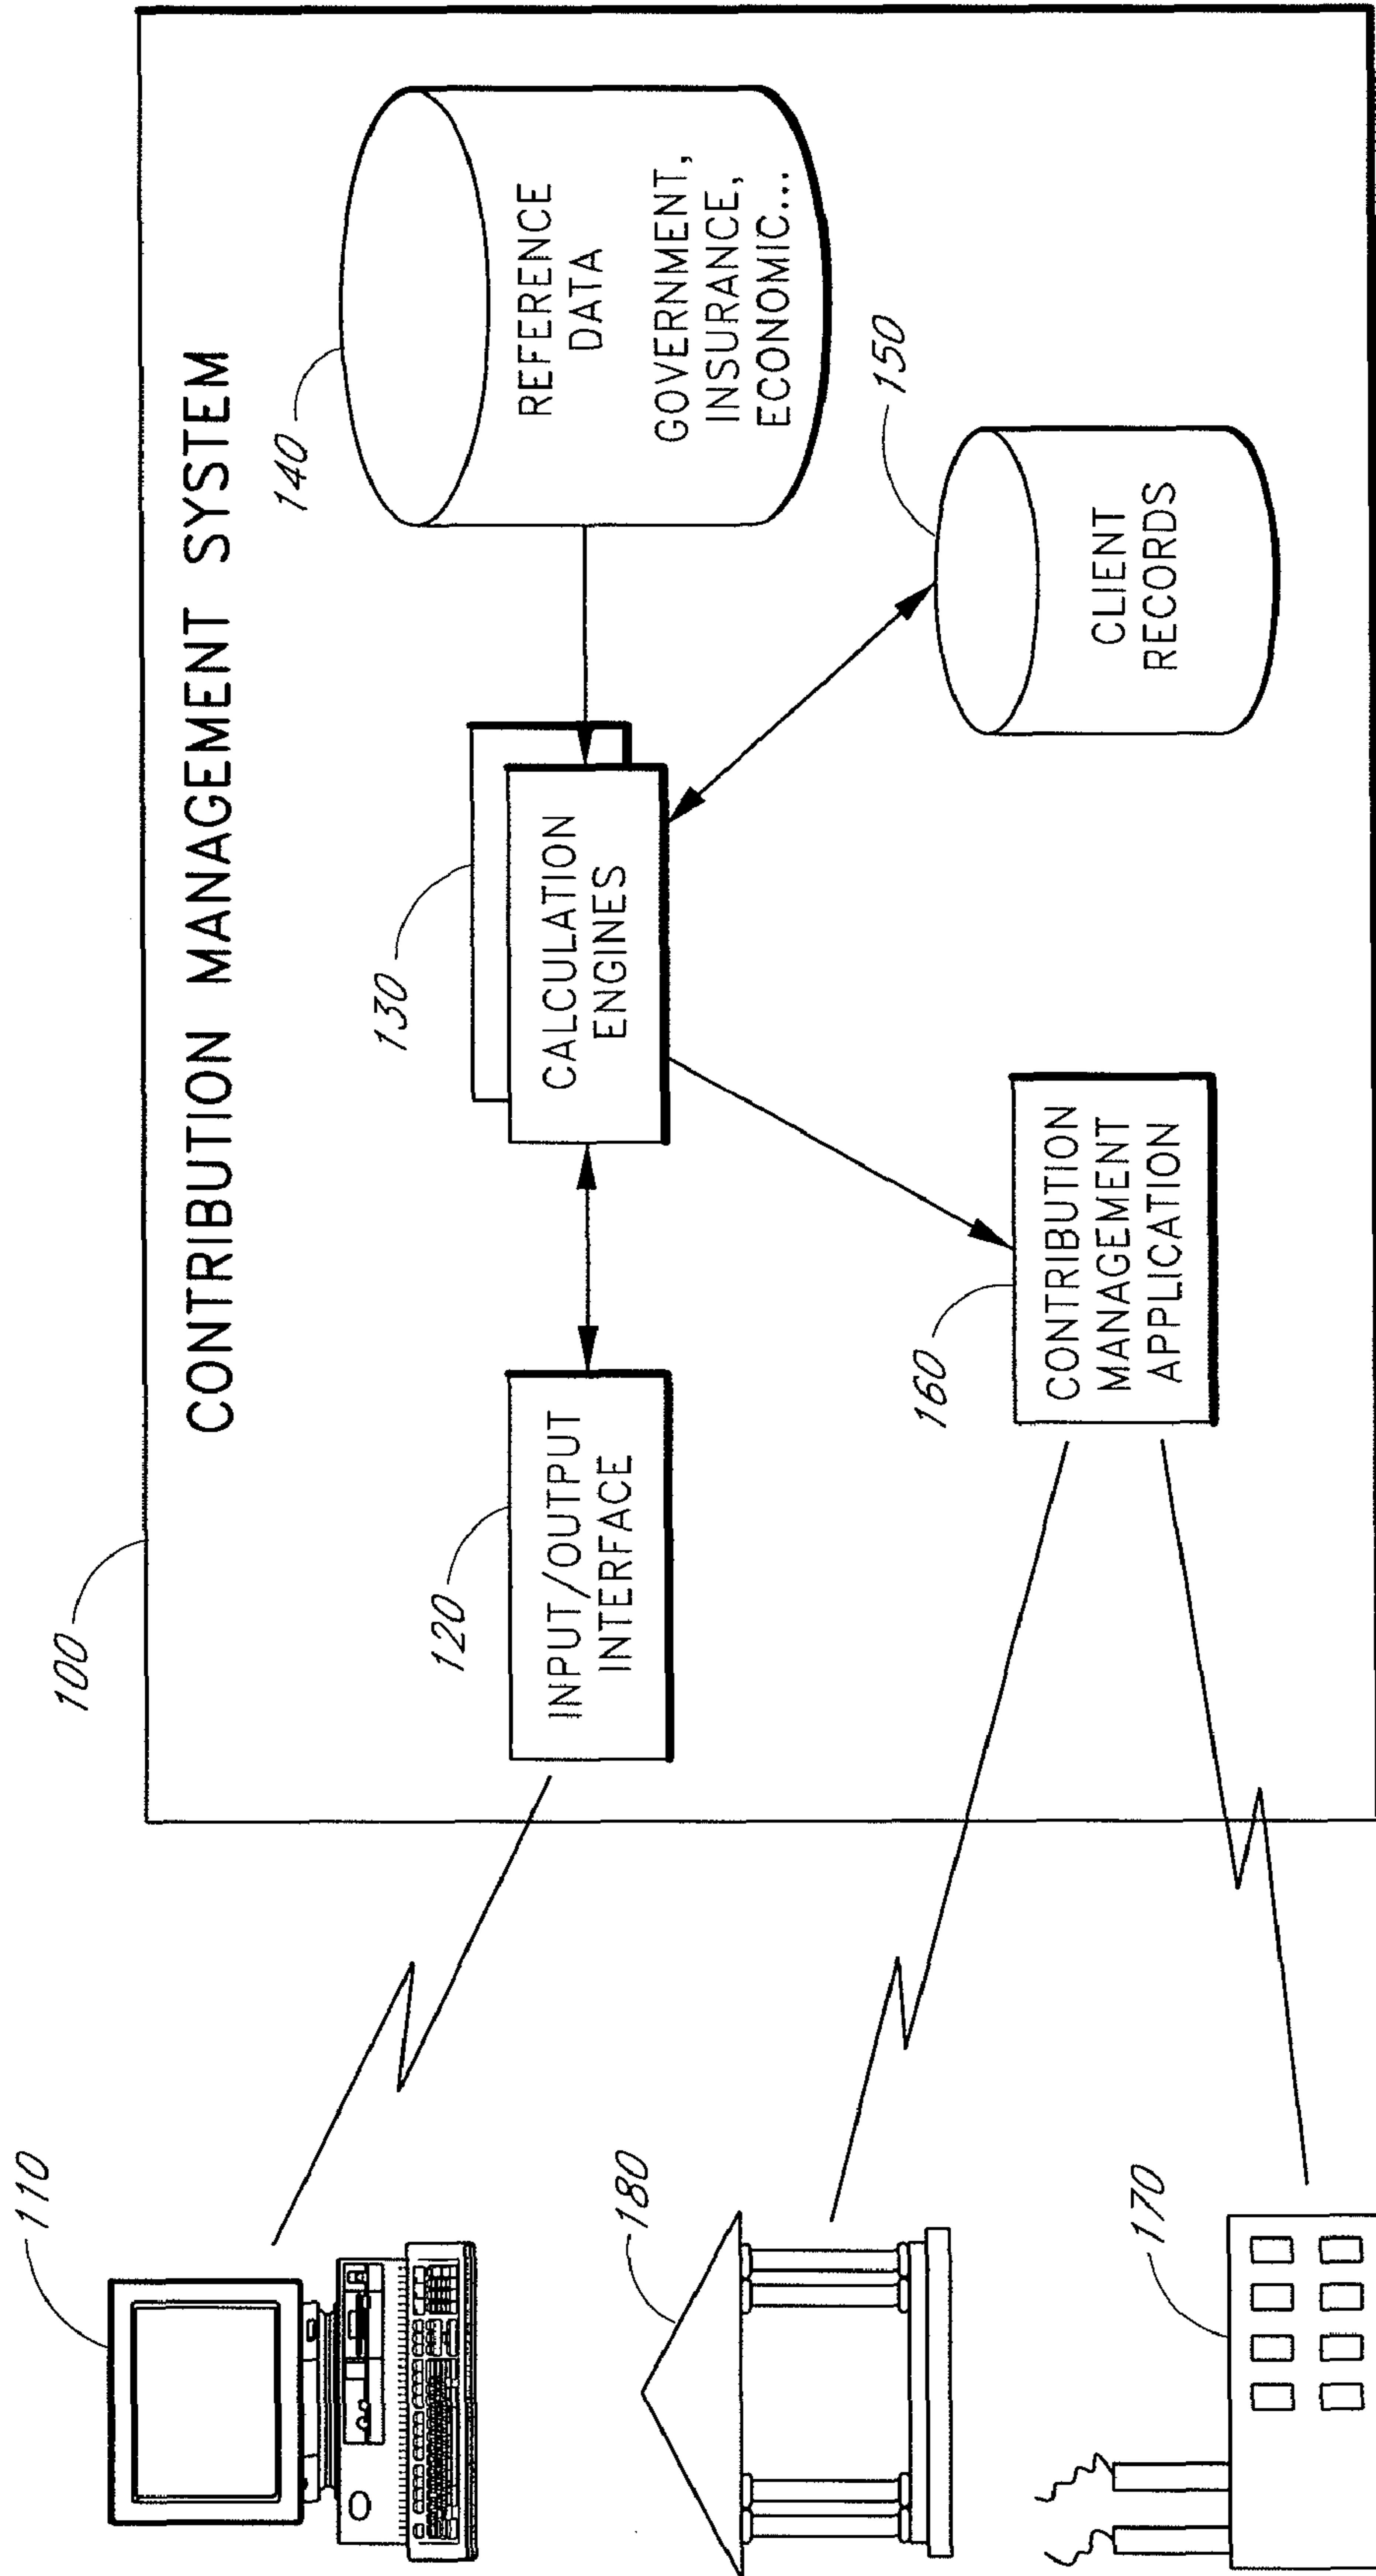 100
CONTRIBUTION MANAGEMENT SYSTEM
110
120
INPUT/OUTPUT
INTERFACE
130
CALCULATION
ENGINES
140
REFERENCE
DATA
GOVERNMENT,
INSURANCE,
ECONOMIC...
180
160
CONTRIBUTION
MANAGEMENT
APPLICATION
150
CLIENT
RECORDS
170